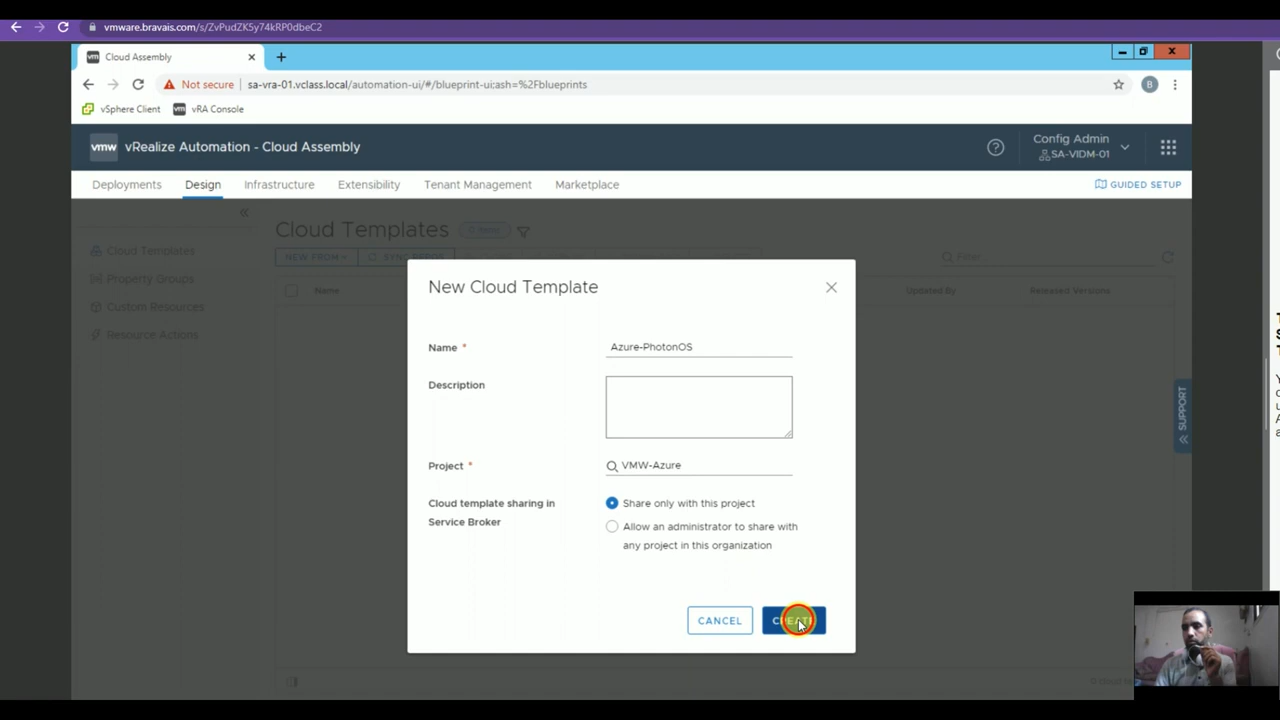 vmware.bravais.com/s/ZvPudZK5y74kRP0dbeC2
vm Cloud Assembly
Not secure sa-vra-01.vclass.local/automation-ui/#/blueprint-ui;ash=%2Fblueprints
B
vSphere Client vm vRA Console
vmw vRealize Automation - Cloud Assembly
Config Admin
SA-VIDM-01
Deployments Design Infrastructure Extensibility Tenant Management Marketplace GUIDED SETUP
Cloud Templates
Cloud Templates
Property Groups
Custom Resources
Resource Actions
NEW FROM
Filter...
Name Updated By Released Versions
New Cloud Template
Name * Azure-PhotonOS
Description
Project * VMW-Azure
Cloud template sharing in Service Broker
Share only with this project
Allow an administrator to share with
any project in this organization
CANCEL CREATE
SUPPORT